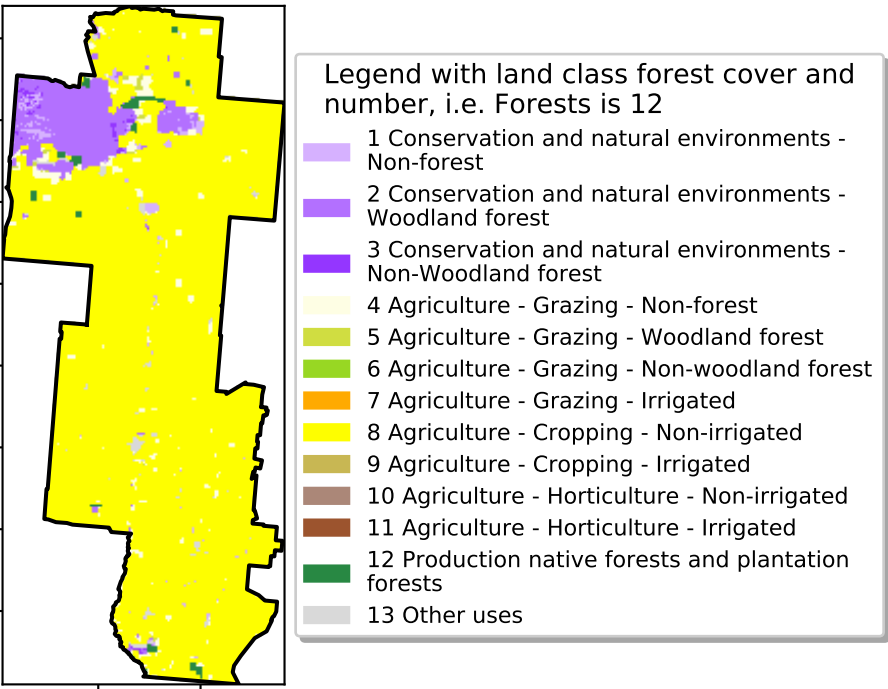 Legend with land class forest cover and
number, i.e. Forests is 12
1 Conservation and natural environments -
Non-forest
2 Conservation and natural environments -
Woodland forest
3 Conservation and natural environments -
Non-Woodland forest
4 Agriculture - Grazing - Non-forest
5 Agriculture - Grazing - Woodland forest
6 Agriculture - Grazing - Non-woodland forest
7 Agriculture - Grazing - Irrigated
8 Agriculture - Cropping - Non-irrigated
9 Agriculture - Cropping - Irrigated
10 Agriculture - Horticulture - Non-irrigated
11 Agriculture - Horticulture - Irrigated
12 Production native forests and plantation
forests
13 Other uses